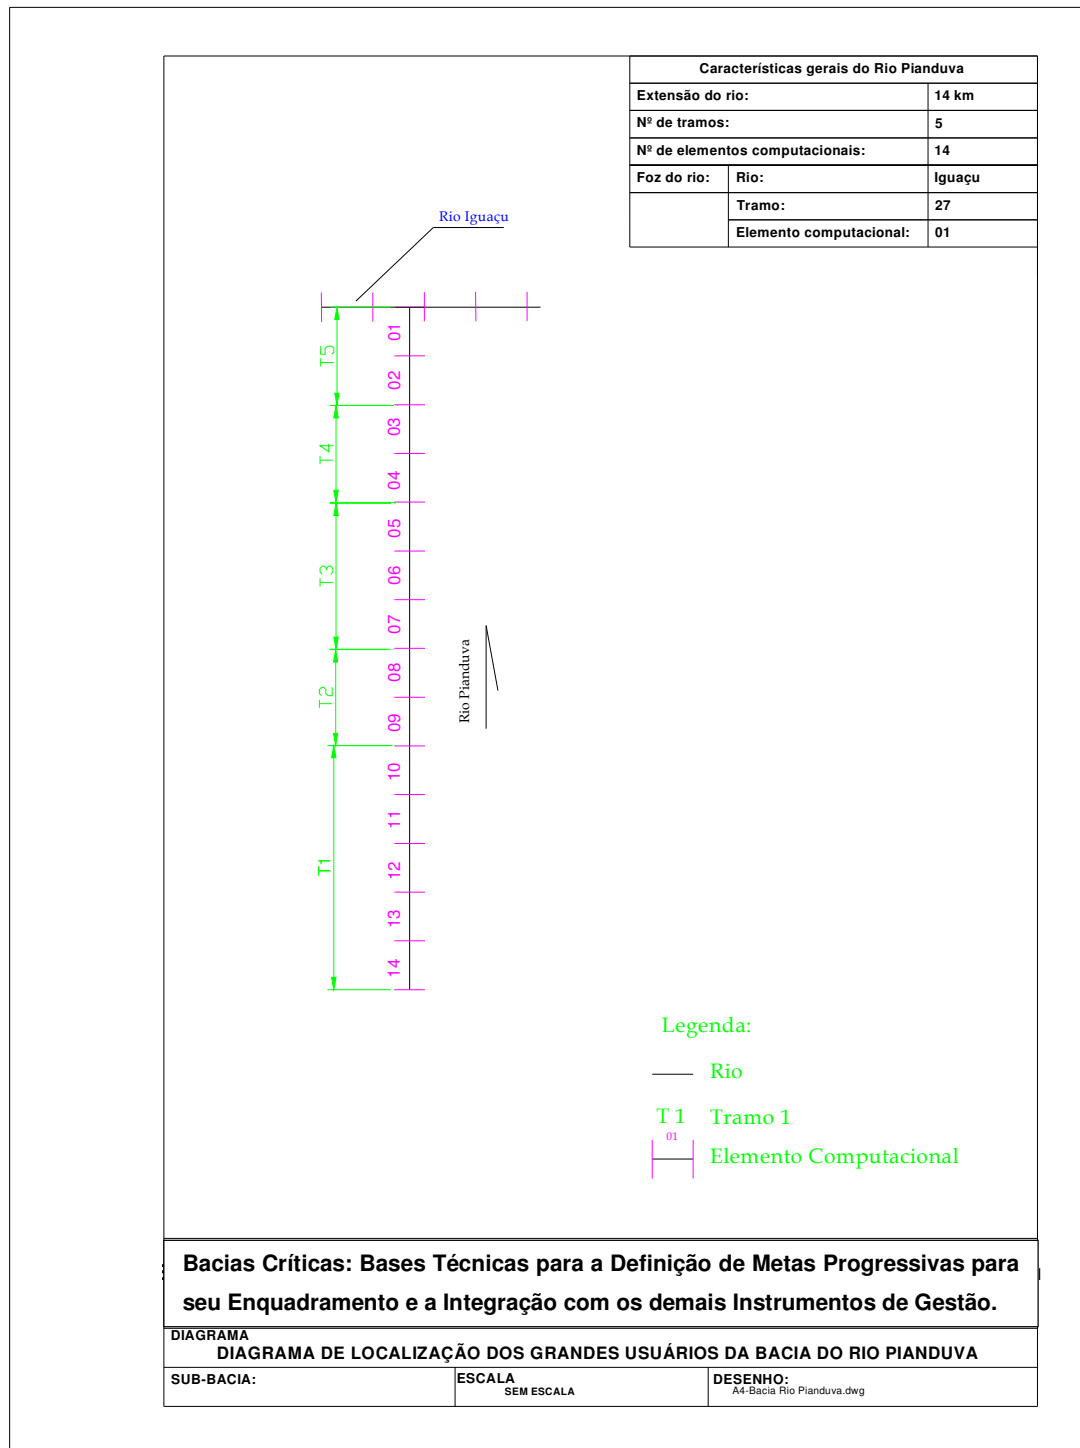 Características gerais do Rio Pianduva
Extensão do rio: 14 km
Nº de tramos: 5
Nº de elementos computacionais: 14
Foz do rio: Rio: Iguaçu
Tramo: 27
Elemento computacional: 01
Rio Iguaçu
T5
T4
T3
T2
T1
01
02
03
04
05
06
07
08
09
10
11
12
13
14
Rio Pianduva
Legenda:
Rio
T 1 Tramo 1
01
Elemento Computacional
Bacias Críticas: Bases Técnicas para a Definição de Metas Progressivas para
seu Enquadramento e a Integração com os demais Instrumentos de Gestão.
DIAGRAMA
DIAGRAMA DE LOCALIZAÇÃO DOS GRANDES USUÁRIOS DA BACIA DO RIO PIANDUVA
SUB-BACIA:
ESCALA
SEM ESCALA
DESENHO:
A4-Bacia Rio Pianduva.dwg